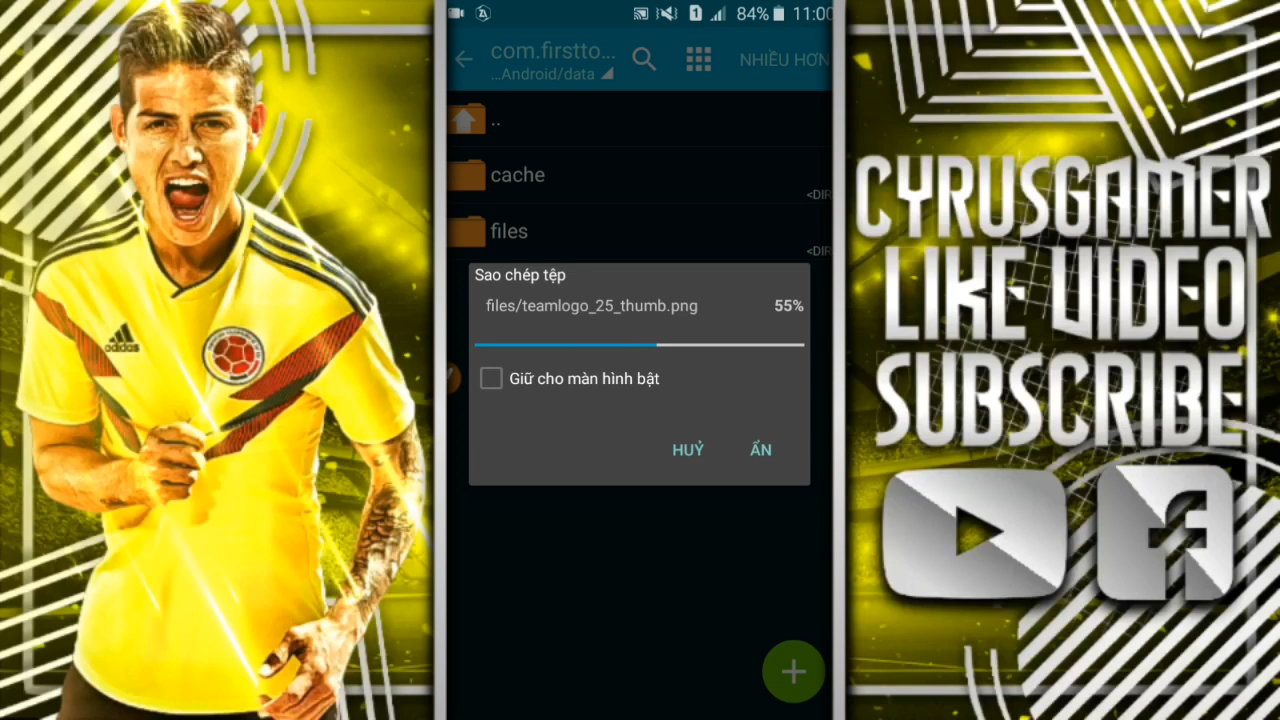 adidas
1
84%
11:00
com.firstto...
...Android/data
NHIỀU HƠN
..
cache
<DIR
files
<DIR
Sao chép tệp
files/teamlogo_25_thumb.png 55%
Giữ cho màn hình bật
HUỶ ẨN
CYRUSGAMER
LIKE VIDEO
SUBSCRIBE